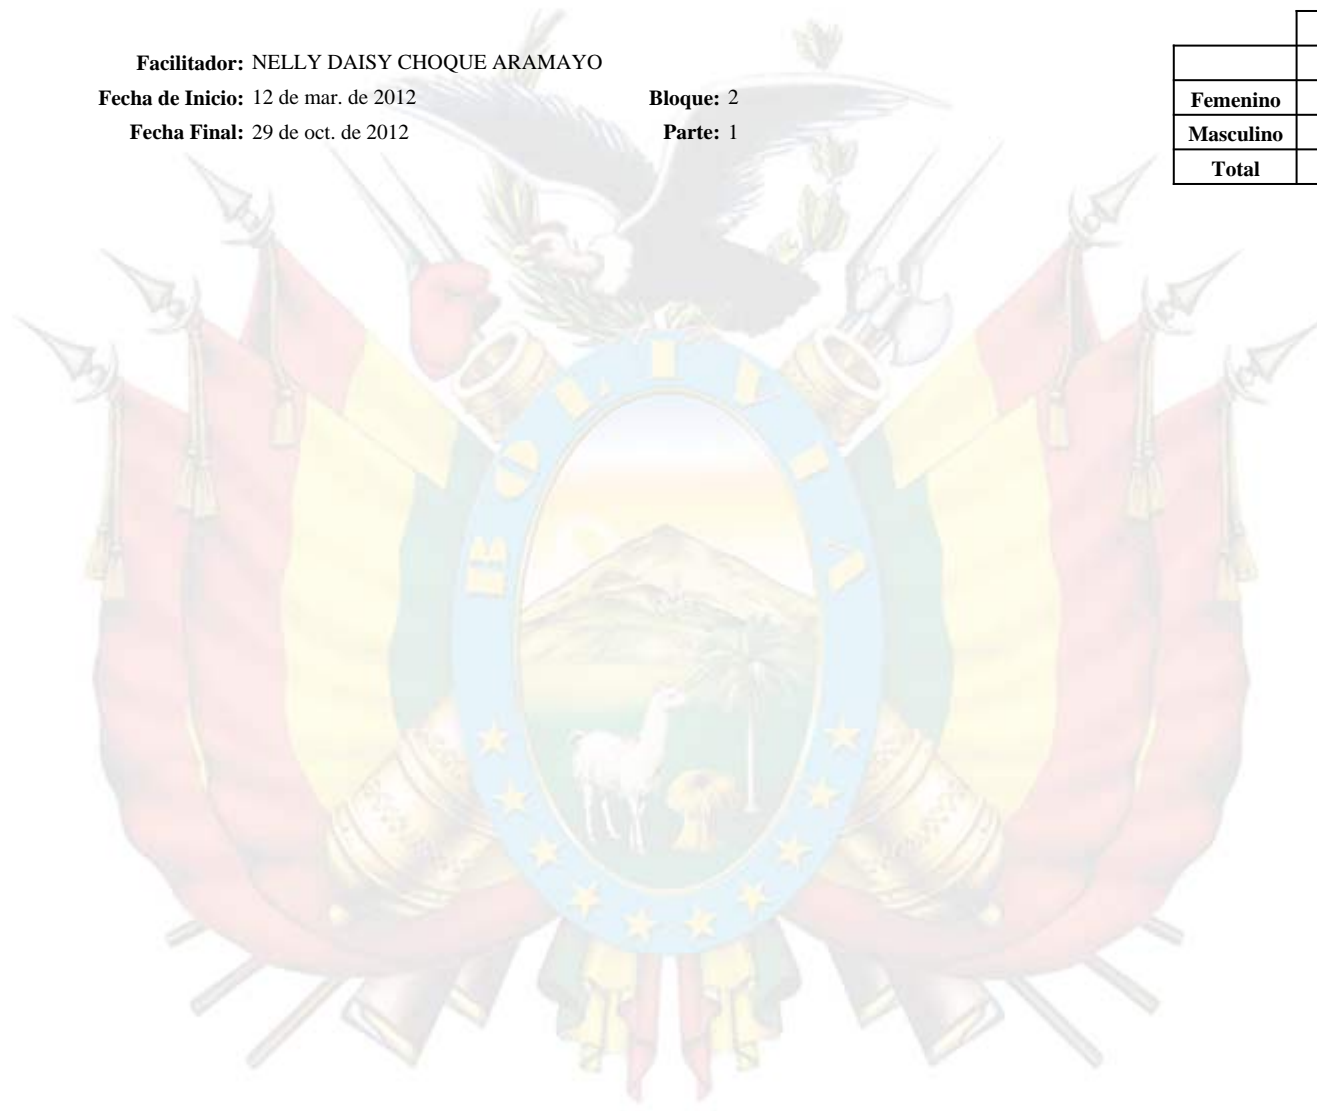 Facilitador: NELLY DAISY CHOQUE ARAMAYO
Fecha de Inicio: 12 de mar. de 2012 Bloque: 2
Fecha Final: 29 de oct. de 2012 Parte: 1
Femenino
Masculino
Total
BOLIVIA